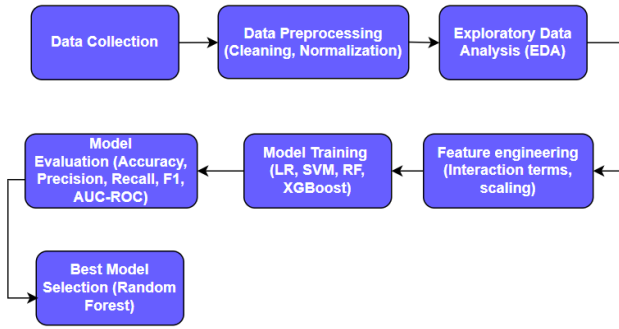 Data Collection
Data Preprocessing
(Cleaning, Normalization)
Exploratory Data
Analysis (EDA)
Model
Evaluation (Accuracy,
Precision, Recall, F1,
AUC-ROC)
Model Training
(LR, SVM, RF,
XGBoost)
Feature engineering
(Interaction terms,
scaling)
Best Model
Selection (Random
Forest)